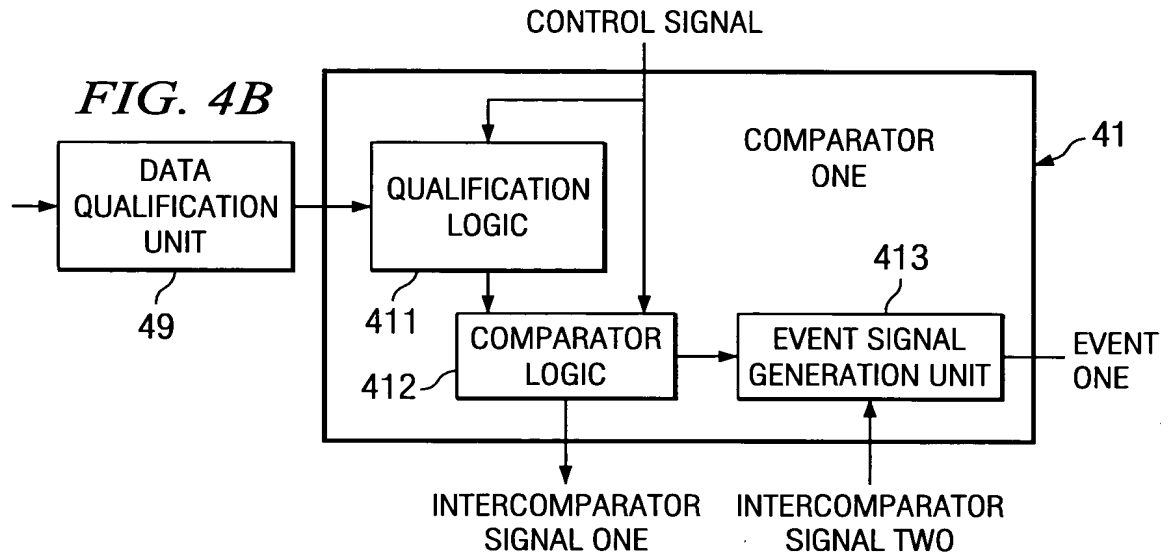 CONTROL SIGNAL
FIG. 4B
DATA
QUALIFICATION
UNIT
49
QUALIFICATION
LOGIC
411
COMPARATOR
ONE
41
COMPARATOR
LOGIC
412
413
EVENT SIGNAL
GENERATION UNIT
EVENT
ONE
INTERCOMPARATOR
SIGNAL ONE
INTERCOMPARATOR
SIGNAL TWO